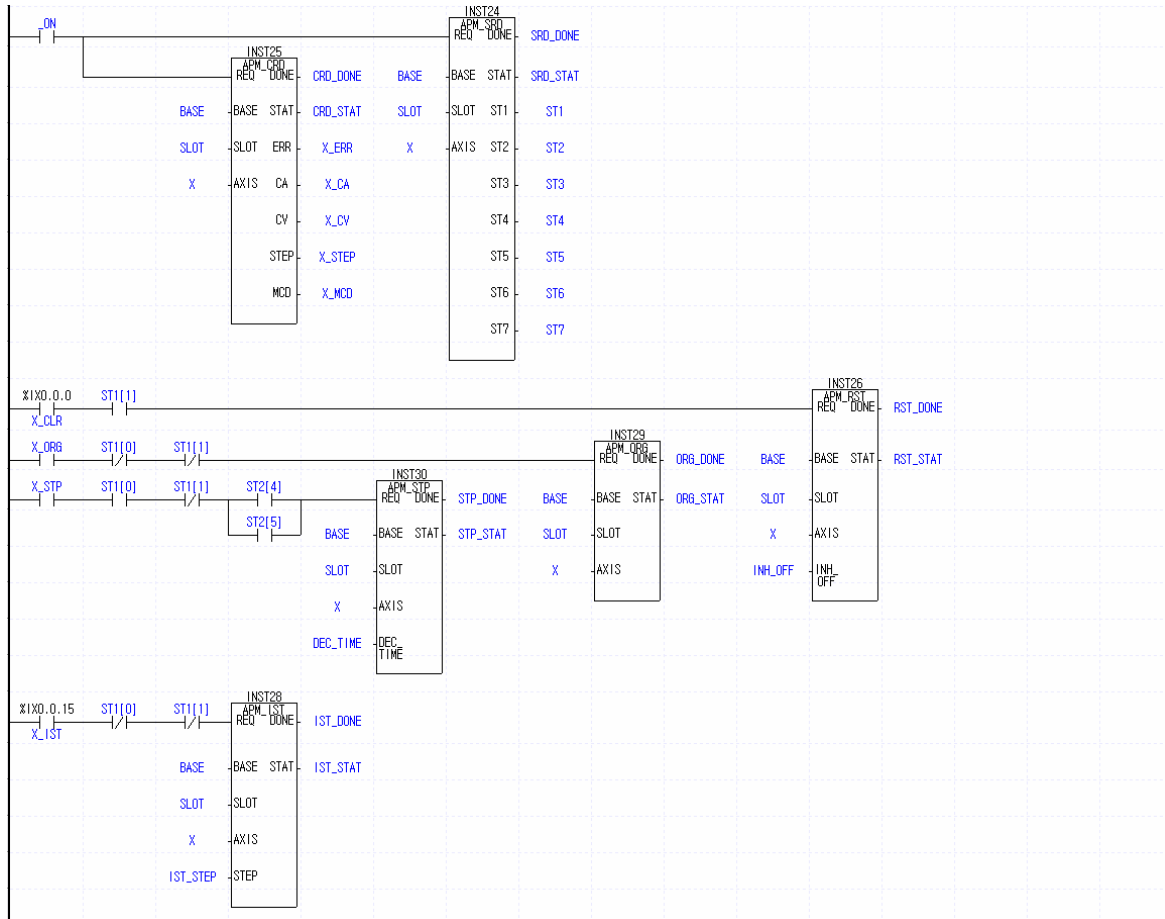 INST24
_ON APM_SRD
REQ DONE SRD_DONE
INST25
APM_CRD
REQ DONE CRD_DONE BASE BASE STAT SRD_STAT
BASE BASE STAT CRD_STAT SLOT SLOT ST1 ST1
SLOT SLOT ERR X_ERR X AXIS ST2 ST2
X AXIS CA X_CA ST3 ST3
CV X_CV ST4 ST4
STEP X_STEP ST5 ST5
MCD X_MCD ST6 ST6
ST7 ST7
INST26
%IX0.0.0 ST1[1] APM_RST
REQ DONE RST_DONE
X_CLR
INST29
X_ORG ST1[0] ST1[1] APM_ORG
REQ DONE ORG_DONE BASE BASE STAT RST_STAT
INST30
X_STP ST1[0] ST1[1] ST2[4] APM_STP
REQ DONE STP_DONE BASE BASE STAT ORG_STAT SLOT SLOT
ST2[5]
BASE BASE STAT STP_STAT SLOT SLOT X AXIS
SLOT SLOT X AXIS INH_OFF INH_
OFF
X AXIS
DEC_TIME DEC_
TIME
INST28
%IX0.0.15 ST1[0] ST1[1] APM_IST
REQ DONE IST_DONE
X_IST
BASE BASE STAT IST_STAT
SLOT SLOT
X AXIS
IST_STEP STEP